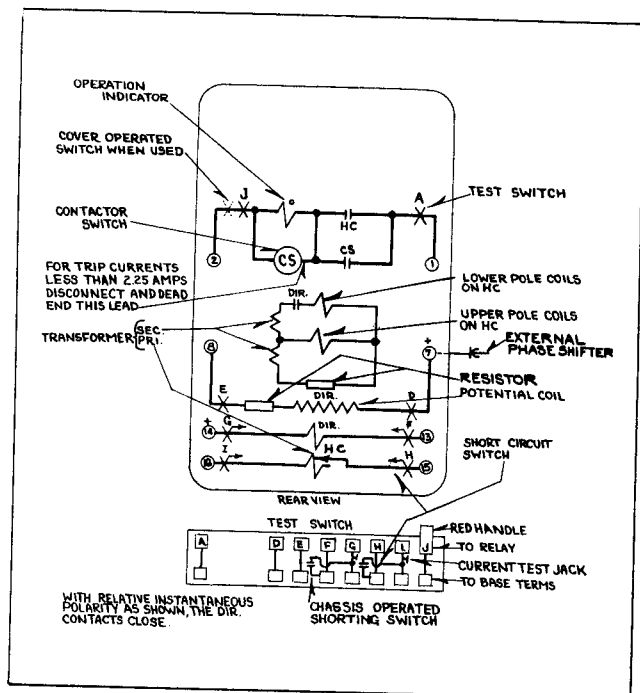 OPERATION
INDICATOR
COVER OPERATED
SWITCH WHEN USED
J
A
TEST SWITCH
HC
CONTACTOR
SWITCH
CS
CS
2
1
FOR TRIP CURRENTS
LESS THAN 2.25 AMPS
DISCONNECT AND DEAD
END THIS LEAD
DIR.
LOWER POLE COILS
ON HC
UPPER POLE COILS
ON HC
TRANSFORMER { SEC.
PRI.
8
+
7
EXTERNAL
PHASE SHIFTER
RESISTOR
POTENTIAL COIL
E
DIR.
D
+
14
G
DIR.
F
13
I
HC
H
15
SHORT CIRCUIT
SWITCH
REAR VIEW
TEST SWITCH
RED HANDLE
A
D
E
F
G
H
I
J
TO RELAY
CURRENT TEST JACK
TO BASE TERMS
WITH RELATIVE INSTANTANEOUS
POLARITY AS SHOWN, THE DIR.
CONTACTS CLOSE.
CHASSIS OPERATED
SHORTING SWITCH